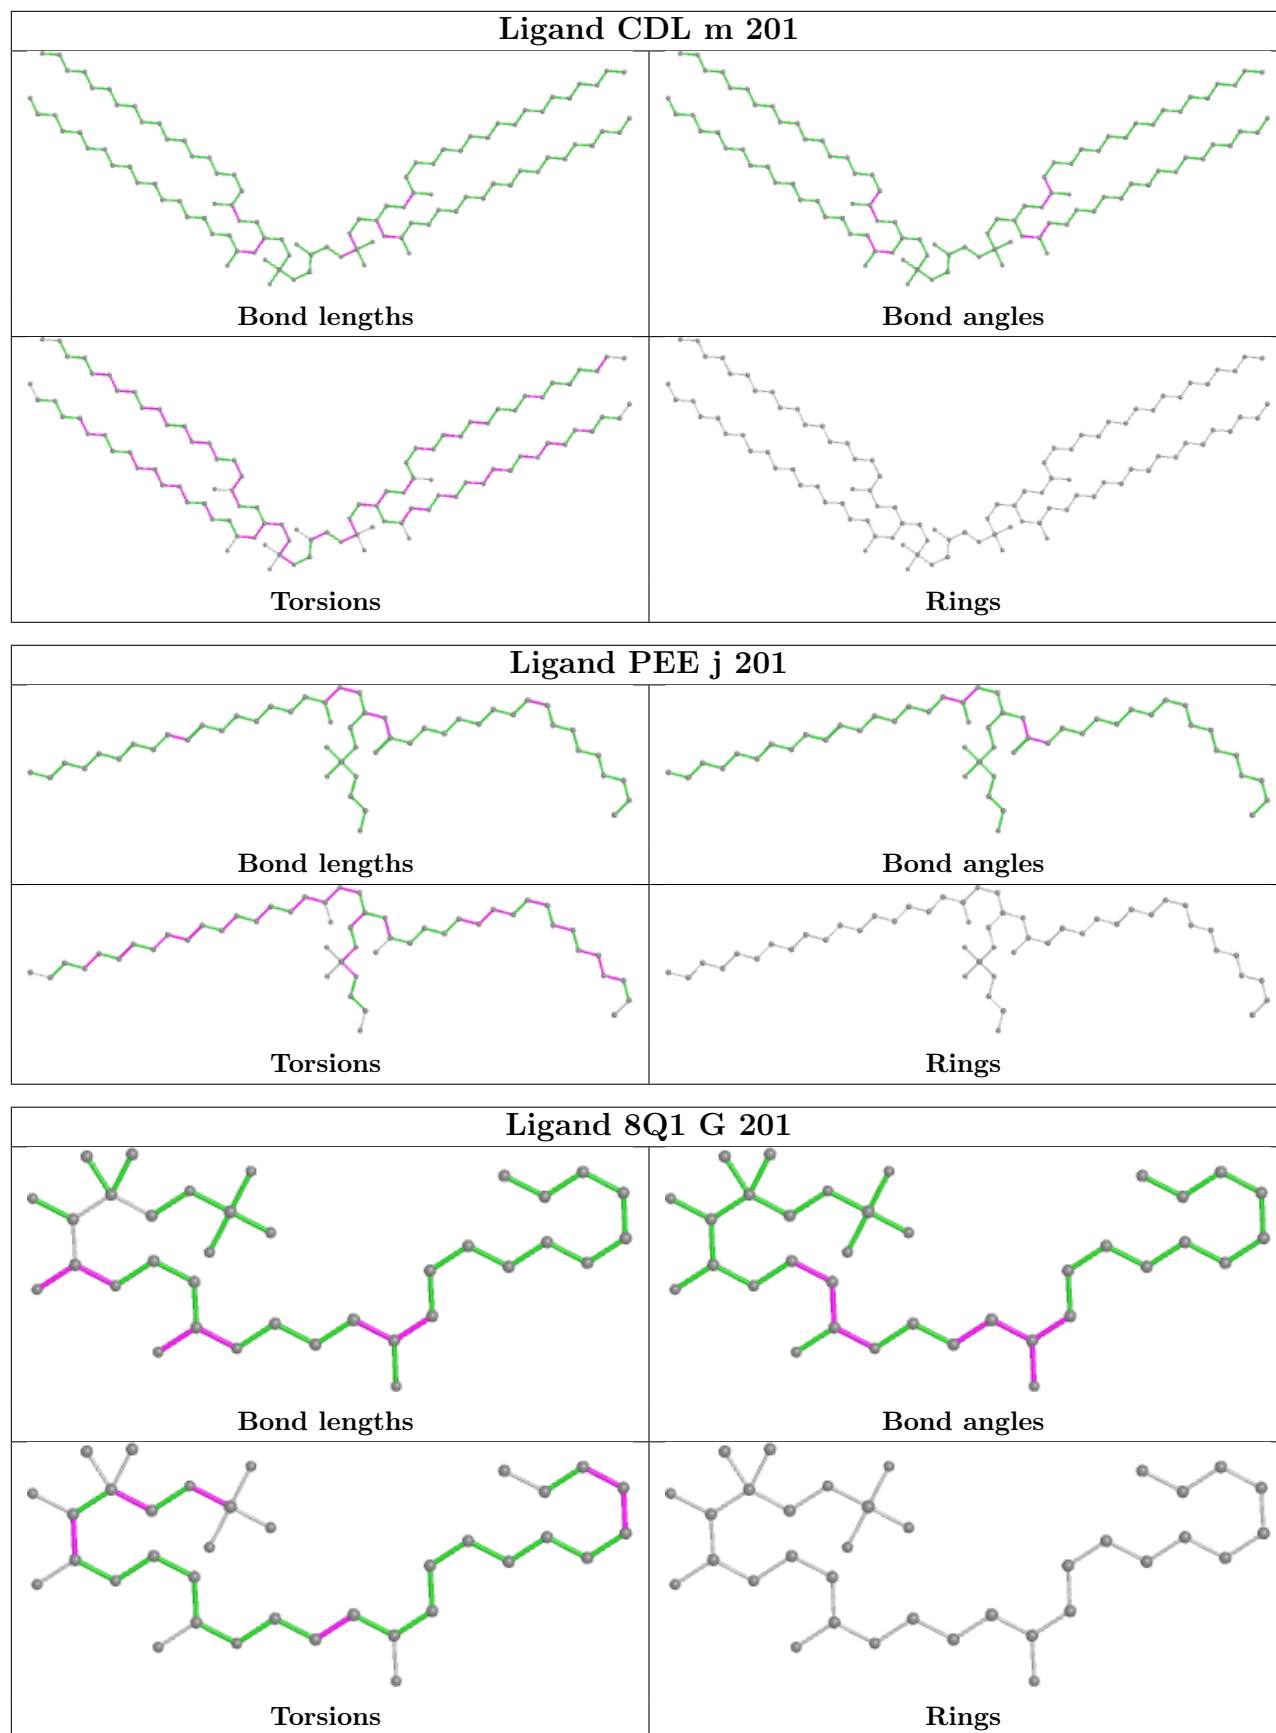 Ligand CDL m 201
Bond lengths
Bond angles
Torsions
Rings
Ligand PEE j 201
Bond lengths
Bond angles
Torsions
Rings
Ligand 8Q1 G 201
Bond lengths
Bond angles
Torsions
Rings